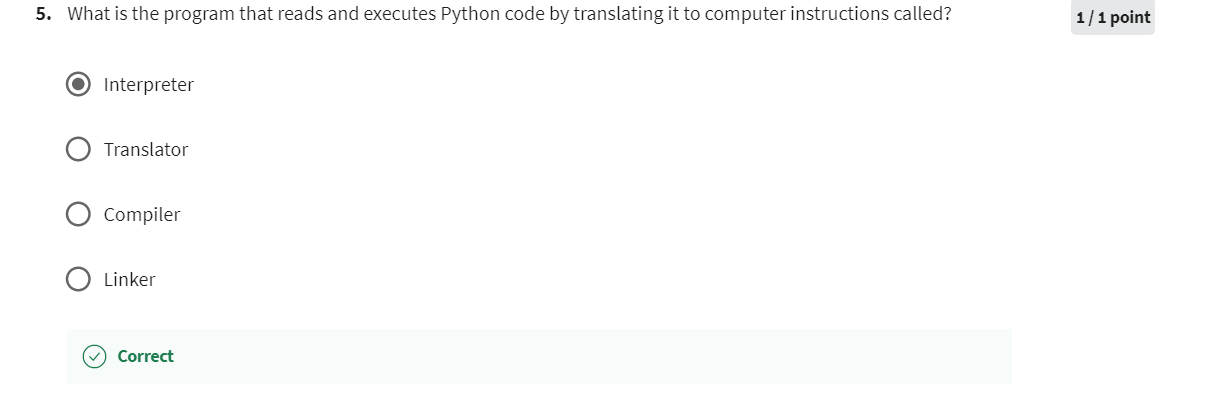 5. What is the program that reads and executes Python code by translating it to computer instructions called?
1 / 1 point
Interpreter
Translator
Compiler
Linker
Correct